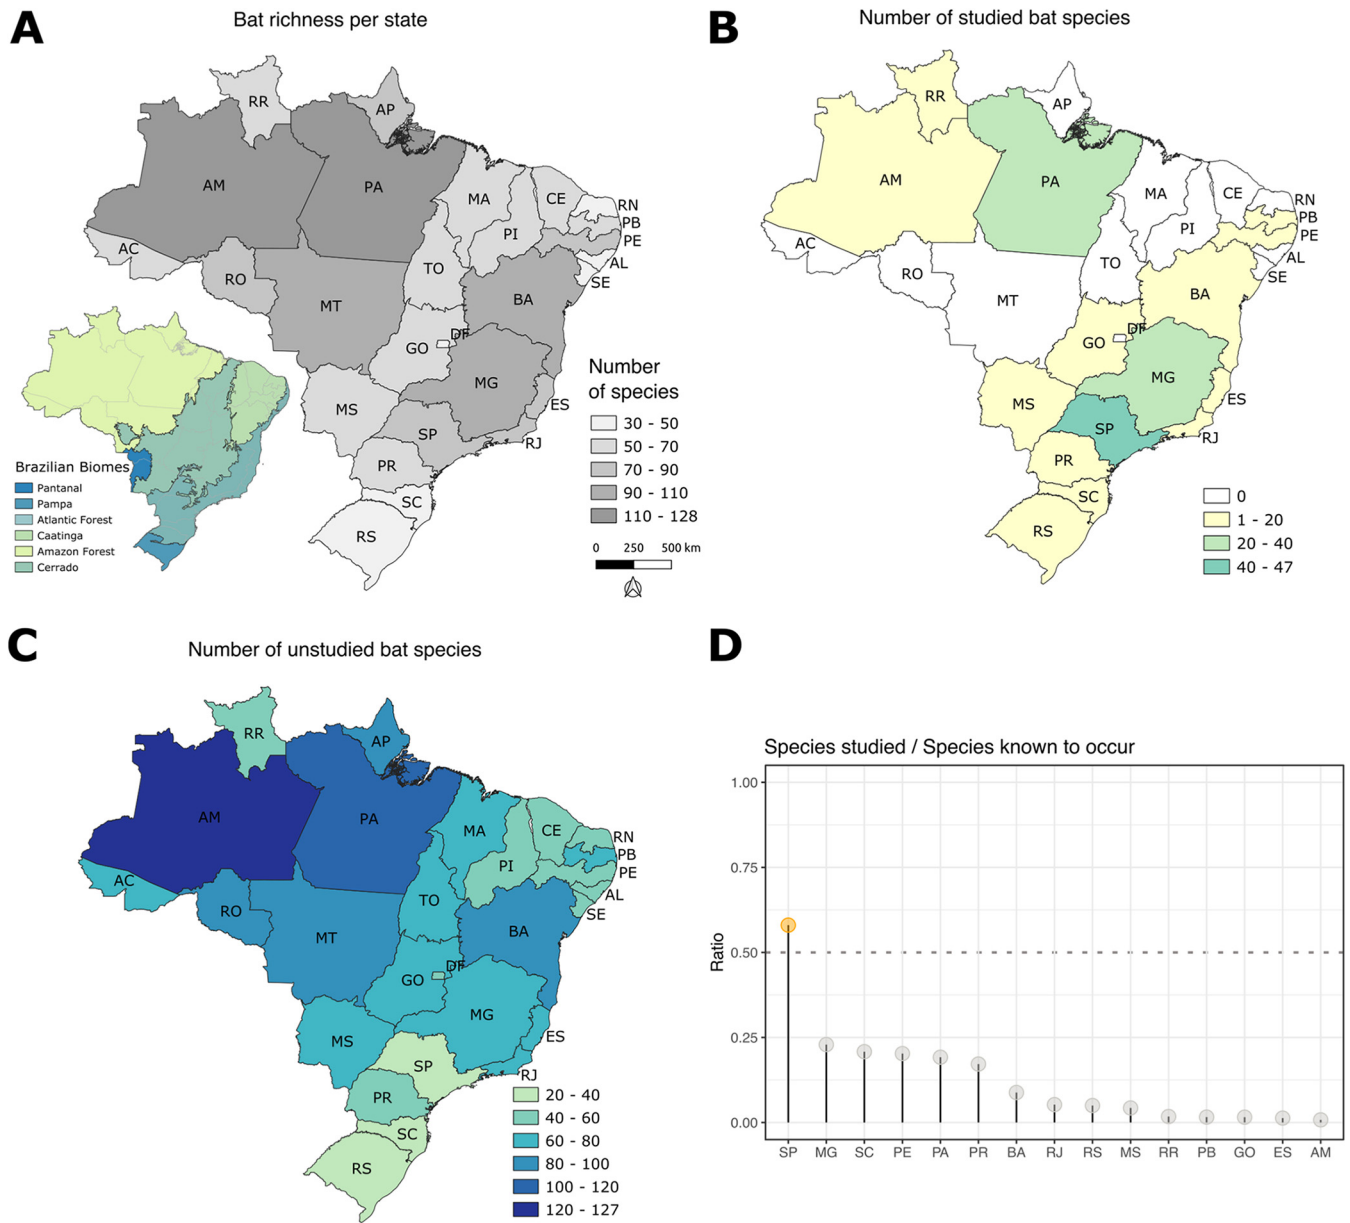 A
Bat richness per state
RR
AP
AM
PA
MA
CE
RN
PB
PI
PE
AC
TO
AL
RO
SE
MT
BA
DF
GO
MG
MS
ES
SP
RJ
PR
SC
RS
Number
of species
30 - 50
50 - 70
70 - 90
90 - 110
110 - 128
0 250 500 km
Brazilian Biomes
Pantanal
Pampa
Atlantic Forest
Caatinga
Amazon Forest
Cerrado
B
Number of studied bat species
RR
AP
AM
PA
MA
CE
RN
PB
PI
PE
AC
TO
AL
RO
SE
MT
BA
DF
GO
MG
MS
ES
SP
RJ
PR
SC
RS
0
1 - 20
20 - 40
40 - 47
C
Number of unstudied bat species
RR
AP
AM
PA
MA
CE
RN
PB
PI
PE
AC
TO
AL
RO
SE
MT
BA
DF
GO
MG
MS
ES
SP
RJ
PR
SC
RS
20 - 40
40 - 60
60 - 80
80 - 100
100 - 120
120 - 127
D
Species studied / Species known to occur
Ratio
1.00
0.75
0.50
0.25
0.00
SP MG SC PE PA PR BA RJ RS MS RR PB GO ES AM